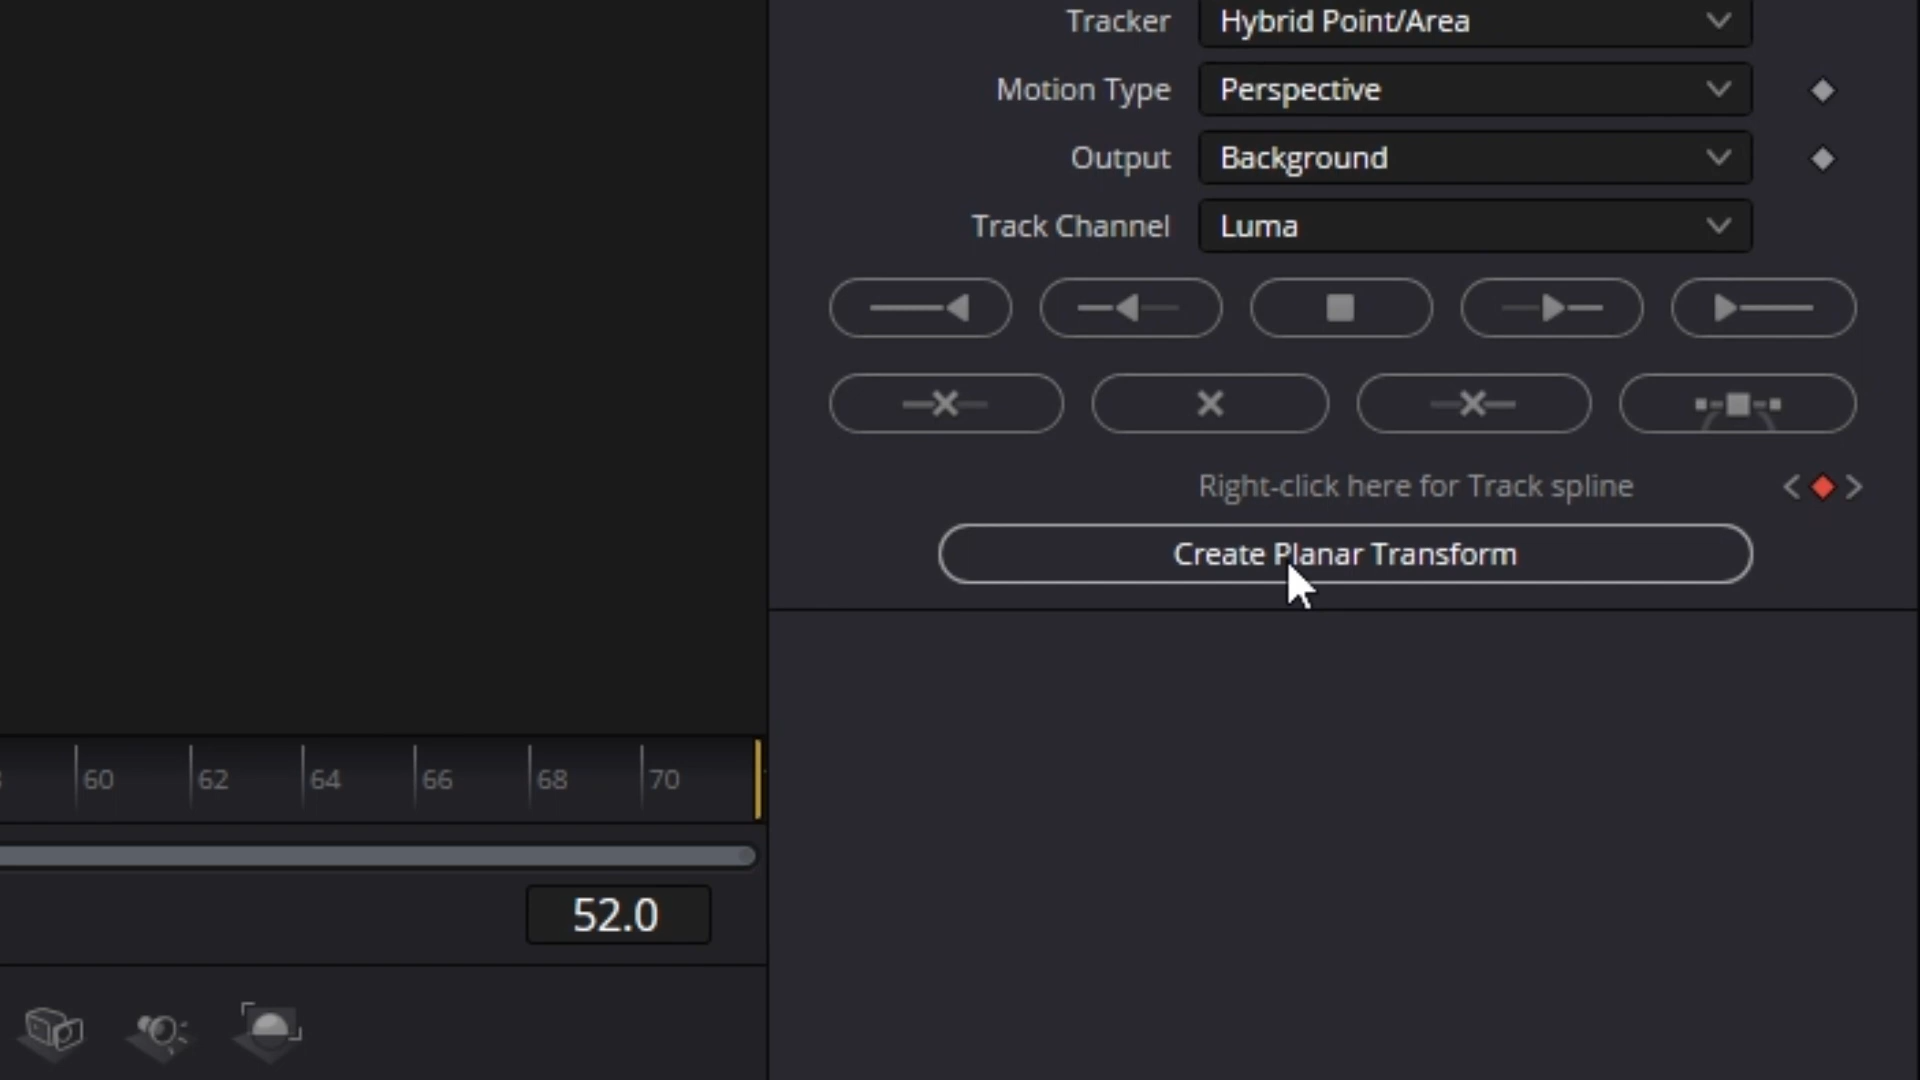 Tracker Hybrid Point/Area
Motion Type Perspective
Output Background
Track Channel Luma
Right-click here for Track spline
Create Planar Transform
60 62 64 66 68 70
52.0